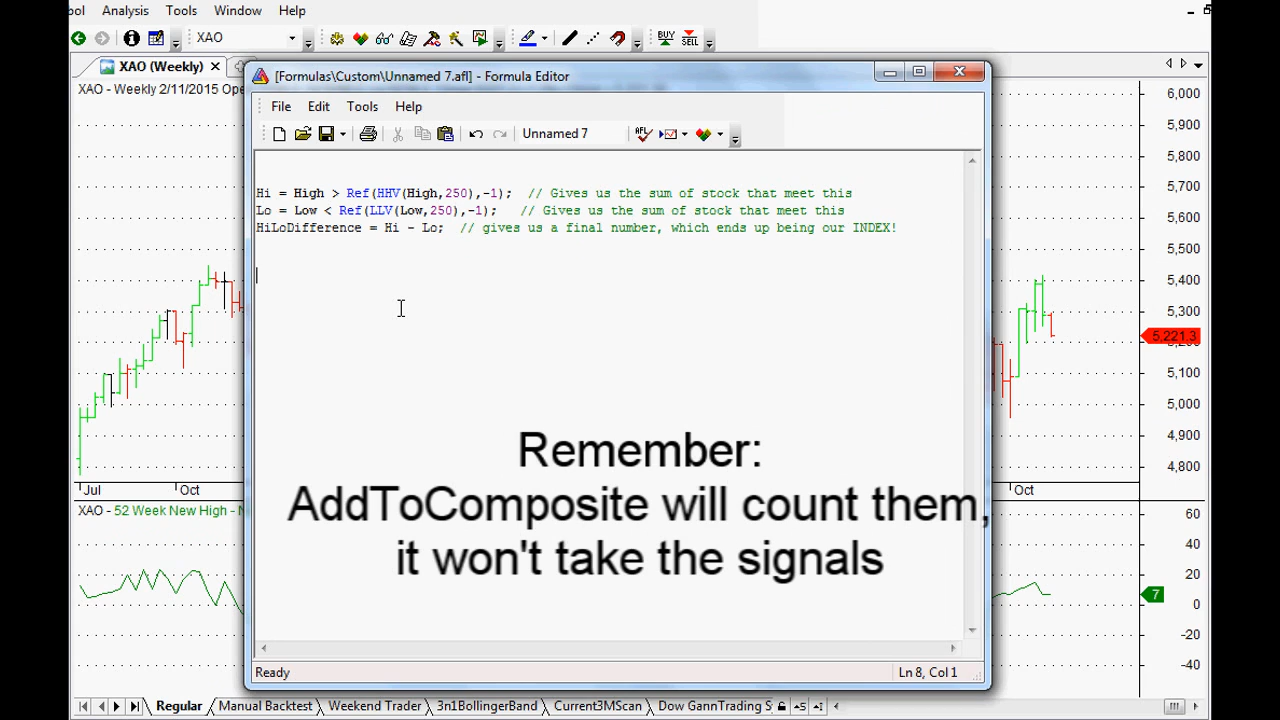 ool Analysis Tools Window Help
XAO BUY SELL
XAO (Weekly)
XAO - Weekly 2/11/2015 Ope
[Formulas\Custom\Unnamed 7.afl] - Formula Editor
File Edit Tools Help
Unnamed 7 AFL
Hi = High > Ref(HHV(High,250),-1); // Gives us the sum of stock that meet this
Lo = Low < Ref(LLV(Low,250),-1); // Gives us the sum of stock that meet this
HiLoDifference = Hi - Lo; // gives us a final number, which ends up being our INDEX!
Remember:
AddToComposite will count them,
it won't take the signals
Ready Ln 8, Col 1
6,000
5,900
5,800
5,700
5,600
5,500
5,400
5,300
5,221.3
5,100
5,000
4,900
4,800
Jul Oct Oct
XAO - 52 Week New High - N
60
40
20
7
0
-20
-40
Regular Manual Backtest Weekend Trader 3n1BollingerBand Current3MScan Dow GannTrading S